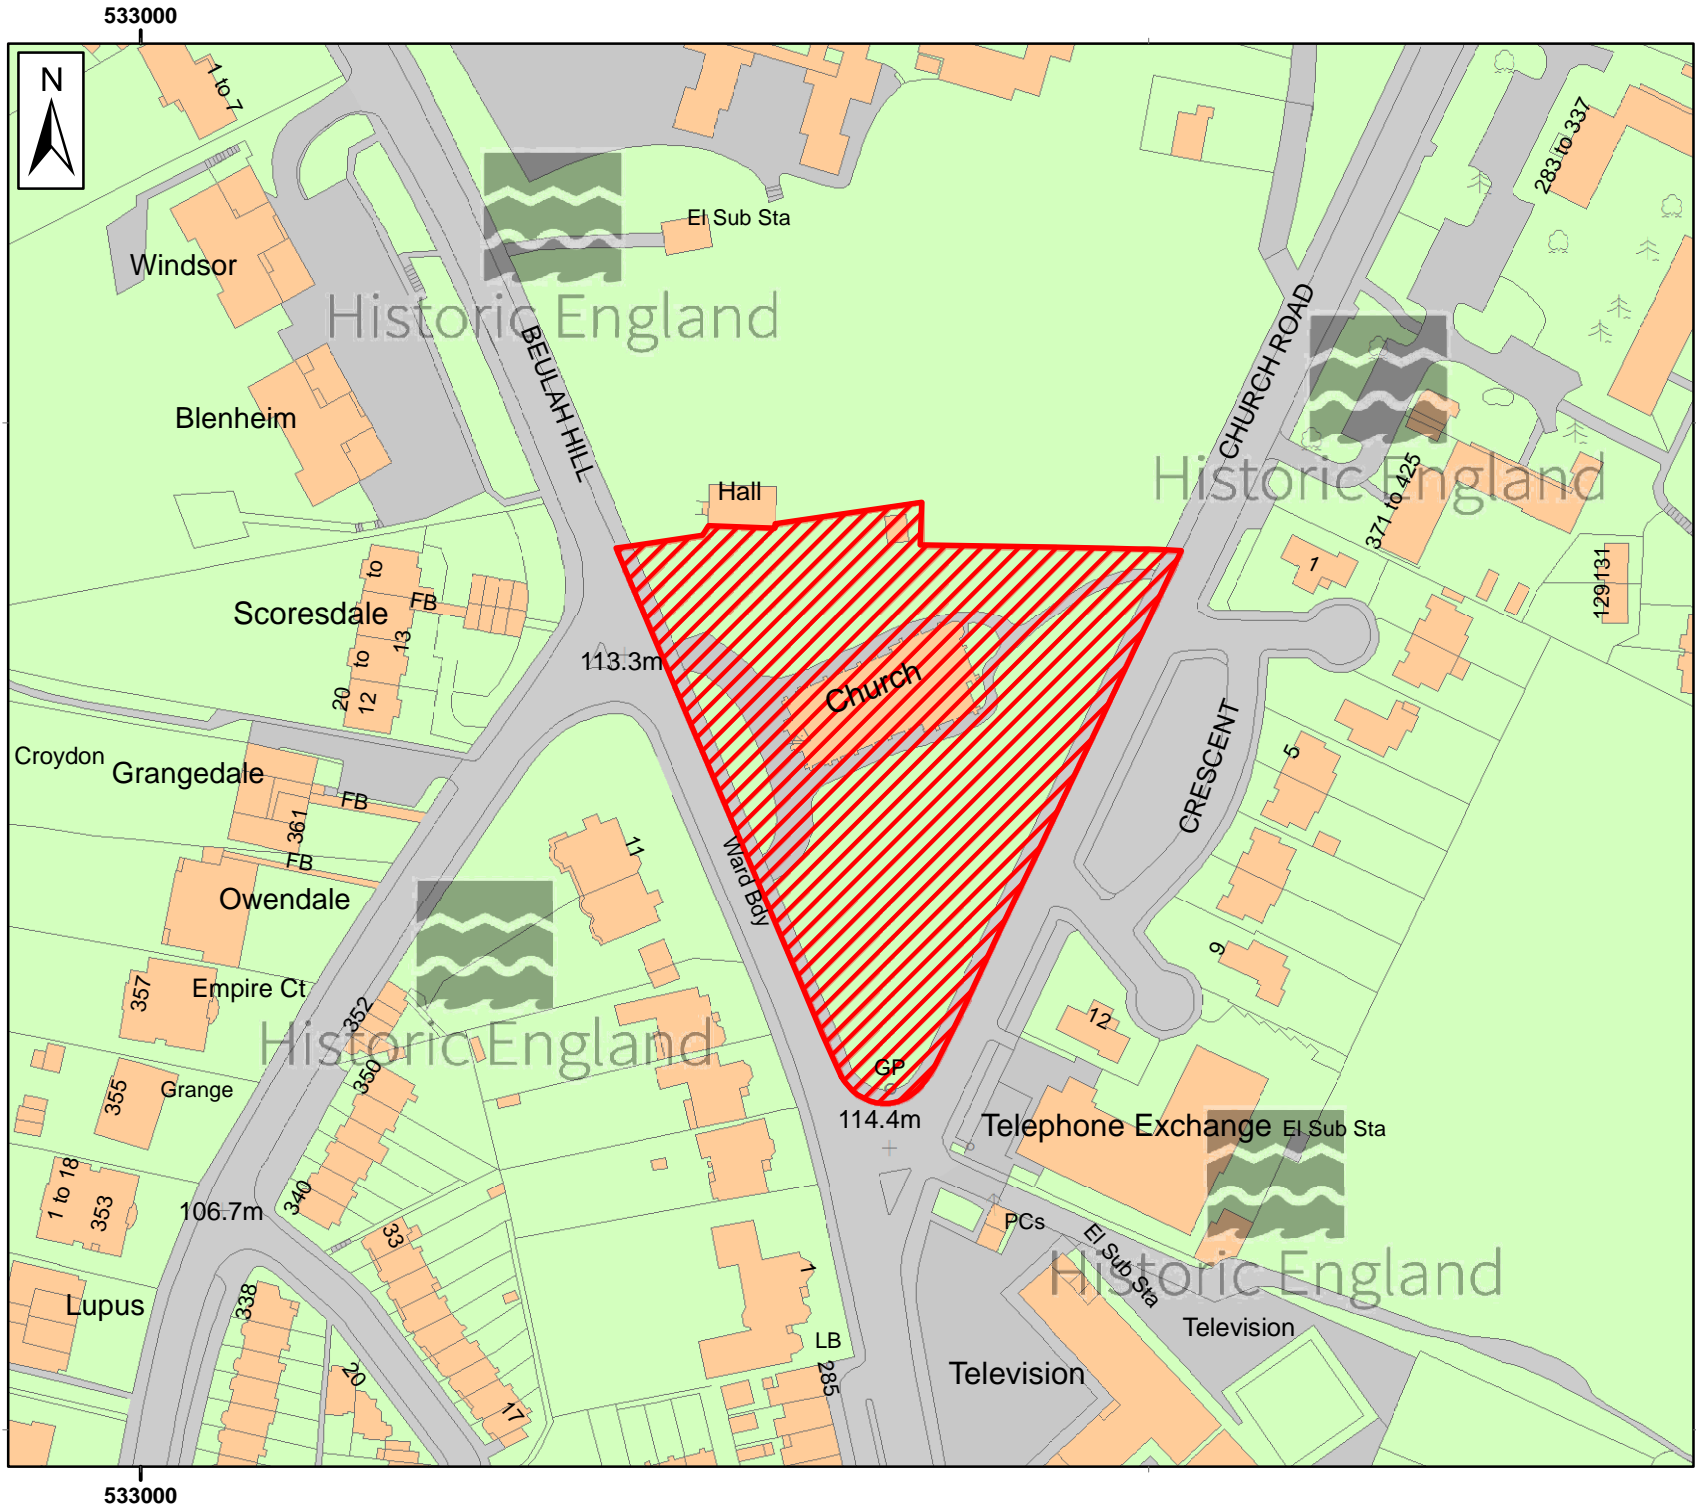 533000
N
1 to 7
283 to 337
El Sub Sta
Windsor
Historic England
BEULAH HILL
CHURCH ROAD
Blenheim
Historic England
371 to 425
Hall
1
129
131
to
Scoresdale
FB
13
to
113.3m
20
12
Church
CRESCENT
Croydon
Grangedale
FB
5
361
11
FB
Ward Bdy
Owendale
9
357
Empire Ct
352
Historic England
12
350
GP
355
Grange
114.4m
Telephone Exchange
El Sub Sta
1 to 18
353
340
106.7m
33
PCs
El Sub Sta
Historic England
1
338
Lupus
Television
LB
285
20
Television
17
533000